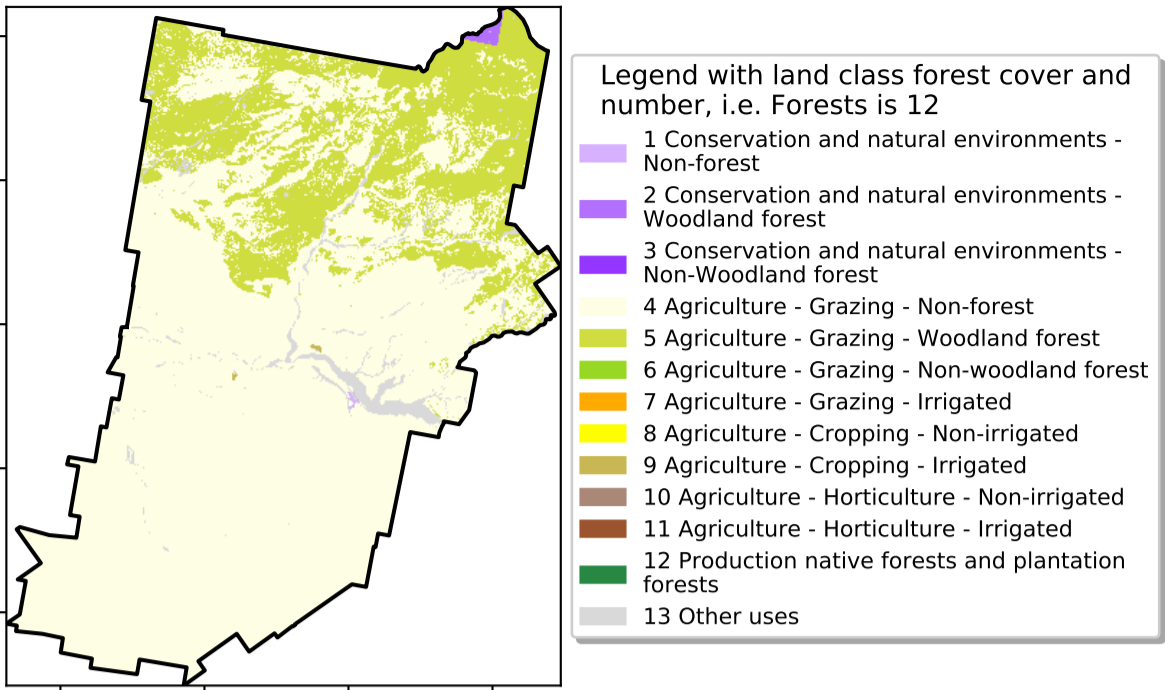 Legend with land class forest cover and
number, i.e. Forests is 12
1 Conservation and natural environments -
Non-forest
2 Conservation and natural environments -
Woodland forest
3 Conservation and natural environments -
Non-Woodland forest
4 Agriculture - Grazing - Non-forest
5 Agriculture - Grazing - Woodland forest
6 Agriculture - Grazing - Non-woodland forest
7 Agriculture - Grazing - Irrigated
8 Agriculture - Cropping - Non-irrigated
9 Agriculture - Cropping - Irrigated
10 Agriculture - Horticulture - Non-irrigated
11 Agriculture - Horticulture - Irrigated
12 Production native forests and plantation
forests
13 Other uses